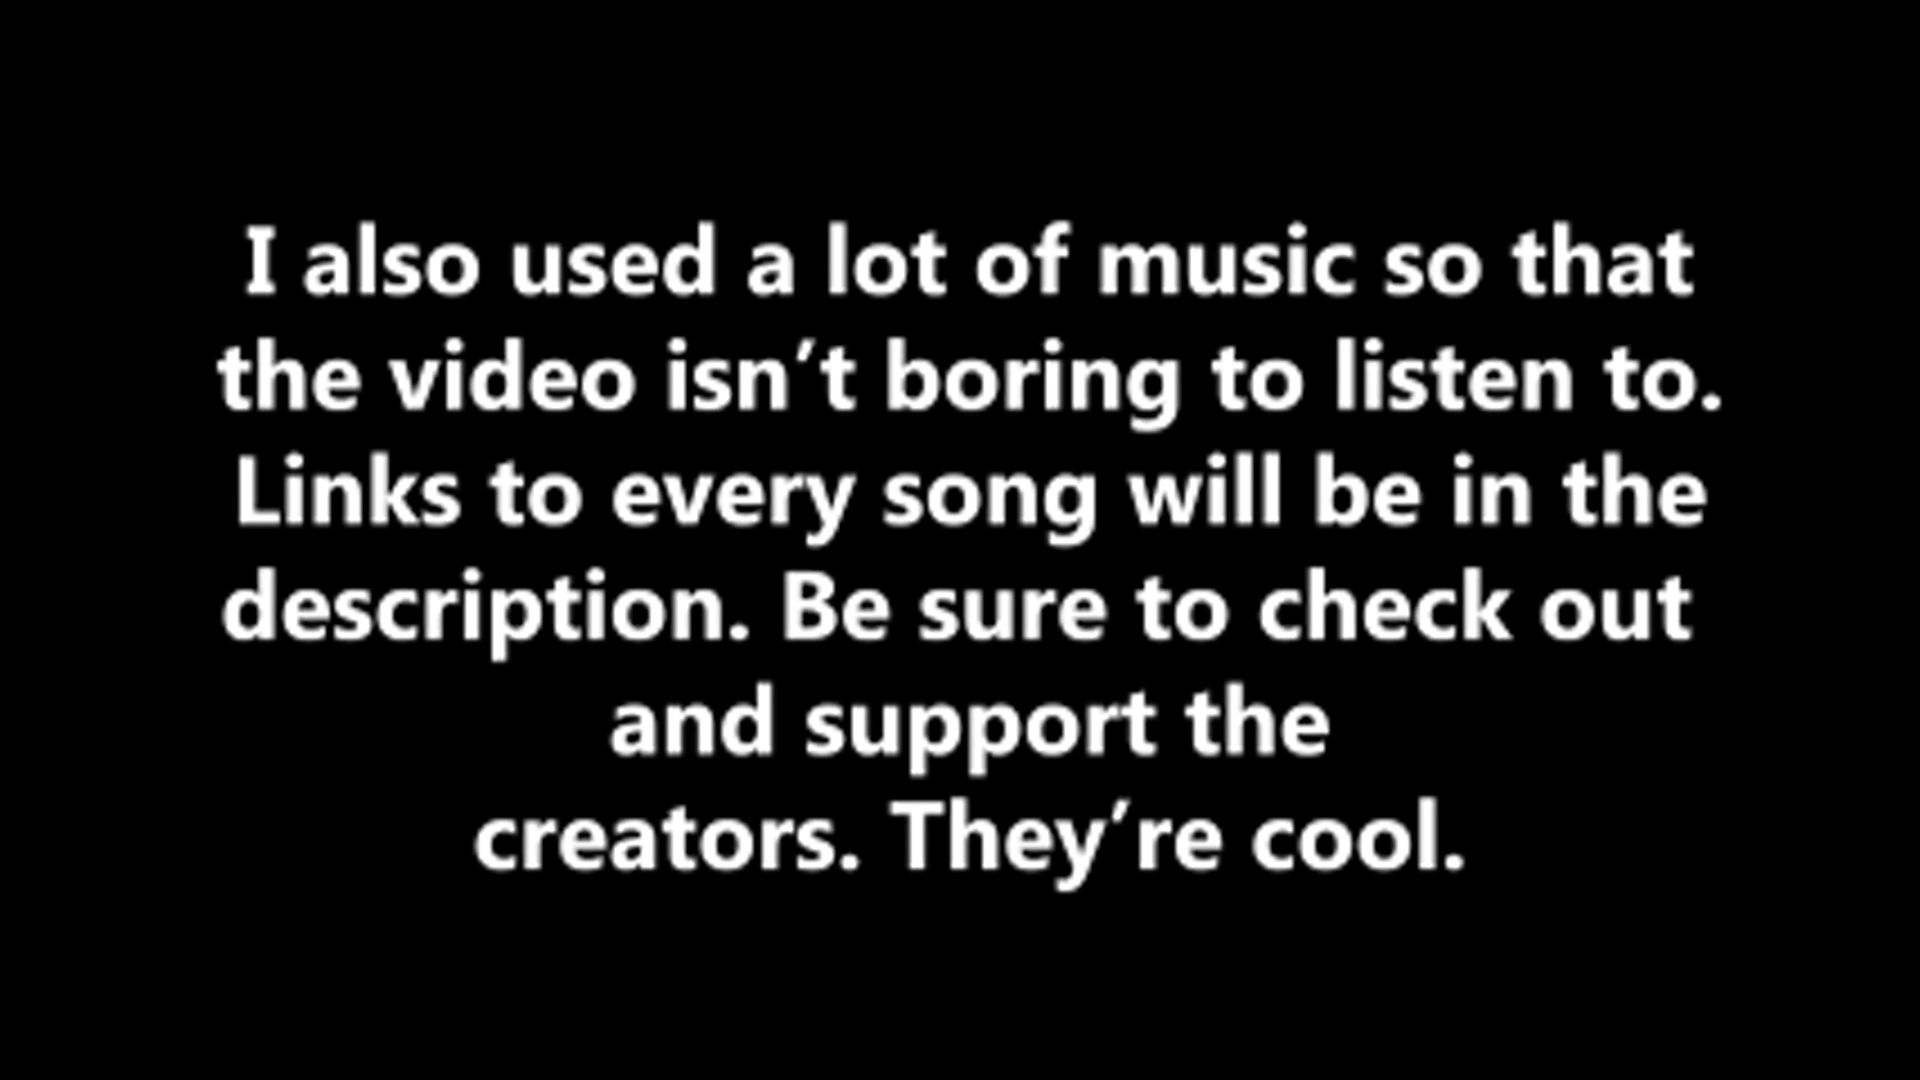 I also used a lot of music so that
the video isn’t boring to listen to.
Links to every song will be in the
description. Be sure to check out
and support the
creators. They’re cool.